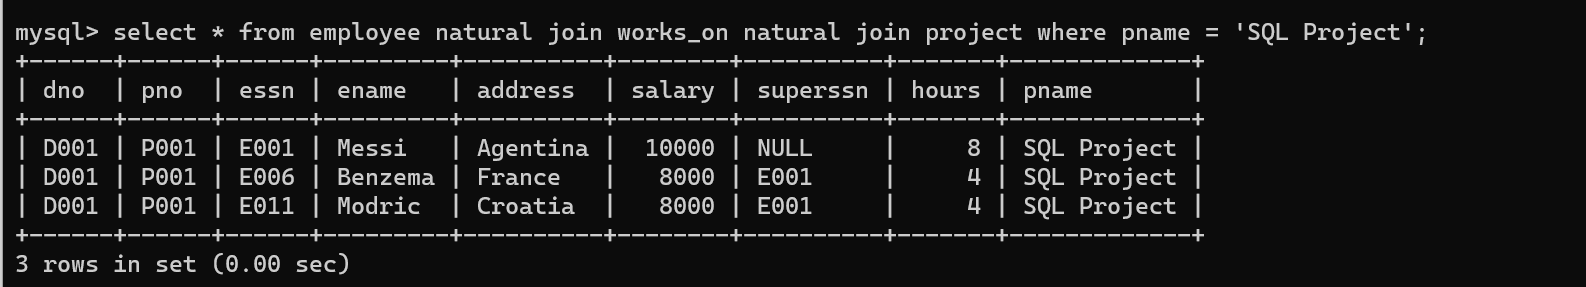 mysql> select * from employee natural join works_on natural join project where pname = 'SQL Project';
+------+------+------+---------+----------+--------+----------+-------+-------------+
| dno  | pno  | essn | ename   | address  | salary | superssn | hours | pname       |
+------+------+------+---------+----------+--------+----------+-------+-------------+
| D001 | P001 | E001 | Messi   | Agentina |  10000 | NULL     |     8 | SQL Project |
| D001 | P001 | E006 | Benzema | France   |   8000 | E001     |     4 | SQL Project |
| D001 | P001 | E011 | Modric  | Croatia  |   8000 | E001     |     4 | SQL Project |
+------+------+------+---------+----------+--------+----------+-------+-------------+
3 rows in set (0.00 sec)